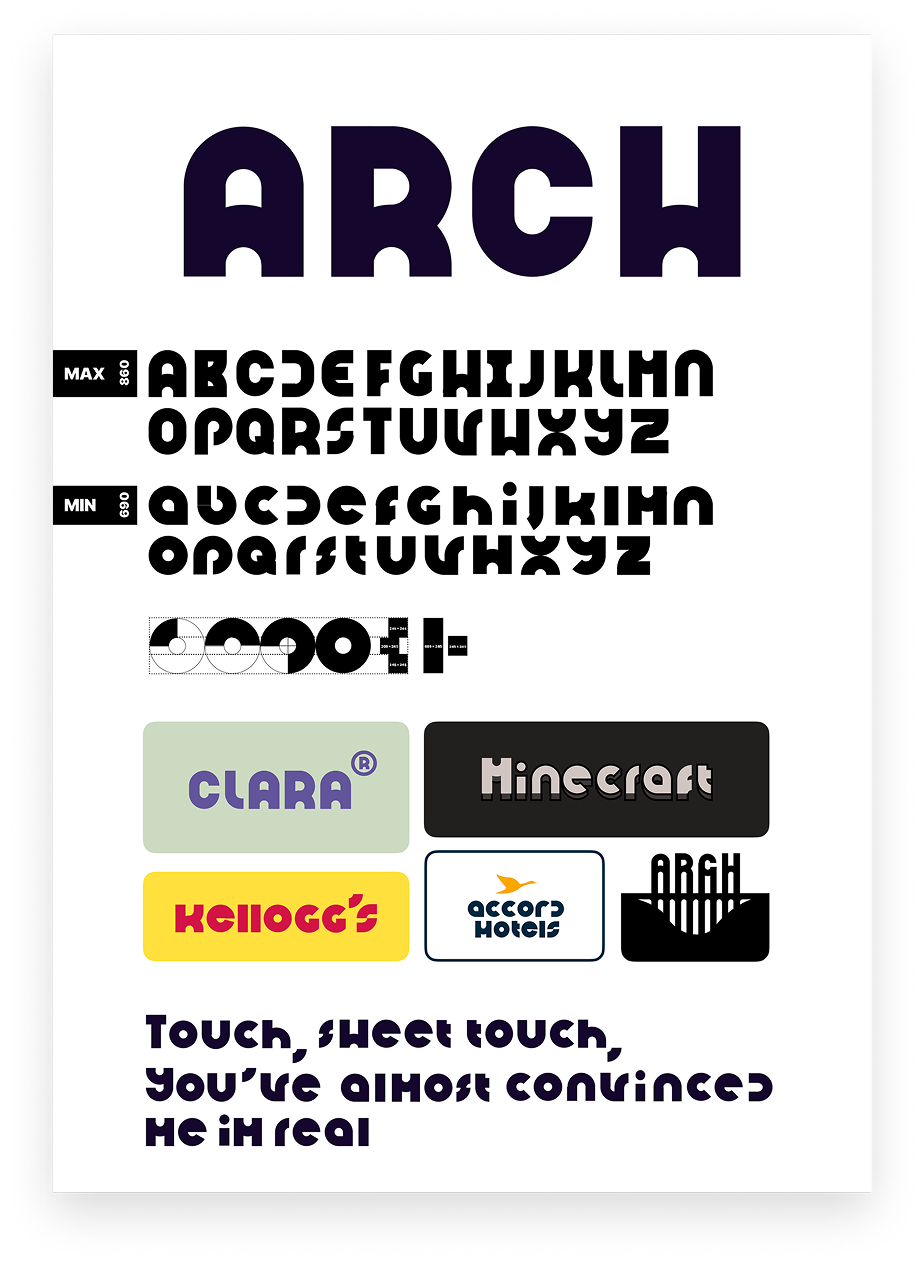 ARCH
MAX 860
ABCDEFGHIJKLMN
OPQRSTUVWXYZ
MIN 690
abcdefghijklmn
opqrstuvwxyz
CLARA®
Minecraft
Kellogg's
accord
Hotels
ARCH
Touch, sweet touch,
You've almost convinced
me im real